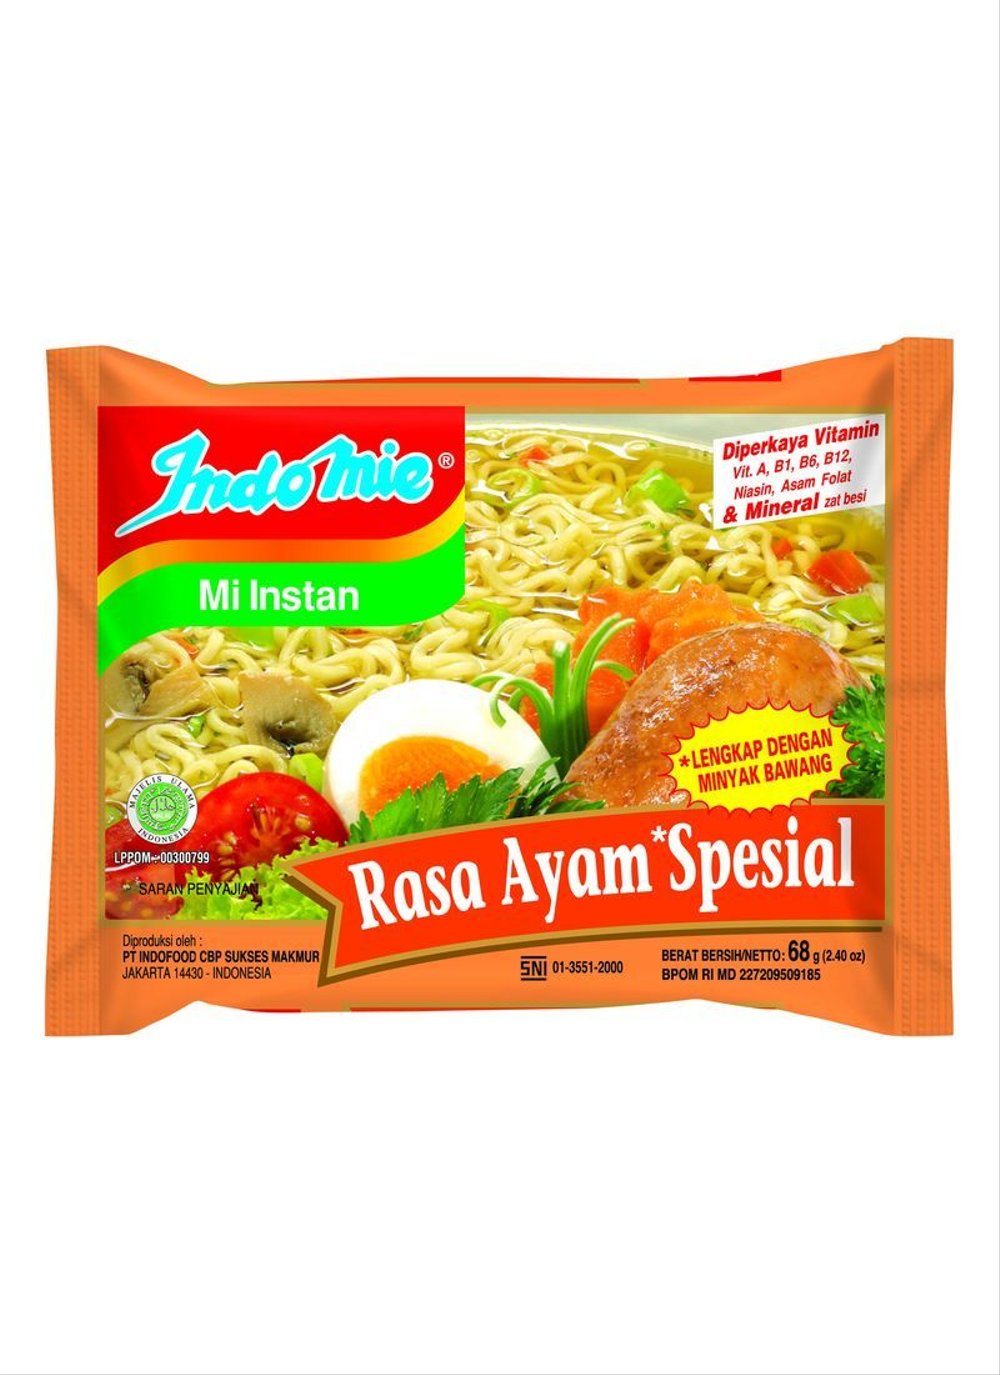 Indomie®
Mi Instan
Diperkaya Vitamin
Vit. A, B1, B6, B12,
Niasin, Asam Folat
& Mineral zat besi
*LENGKAP DENGAN
MINYAK BAWANG
MAJELIS ULAMA
INDONESIA
حلال
LPPOM - 00300799
* SARAN PENYAJIAN
Rasa Ayam *Spesial
Diproduksi oleh :
PT INDOFOOD CBP SUKSES MAKMUR
JAKARTA 14430 - INDONESIA
SNI 01-3551-2000
BERAT BERSIH/NETTO: 68 g (2.40 oz)
BPOM RI MD 227209509185